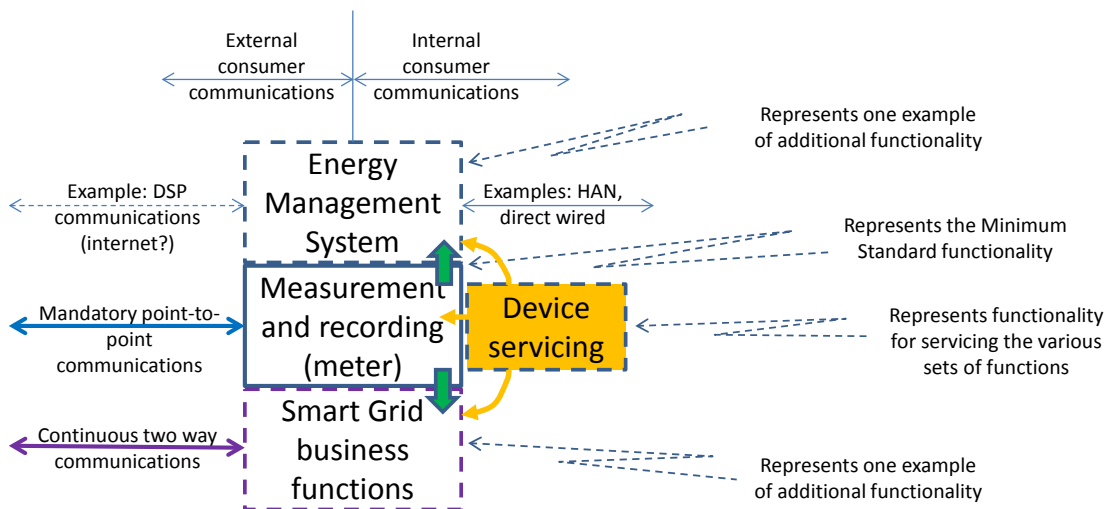 External
consumer
communications
Internal
consumer
communications
Represents one example
of additional functionality
Energy
Management
System
Example: DSP
communications
(internet?)
Examples: HAN,
direct wired
Represents the Minimum
Standard functionality
Measurement
and recording
(meter)
Device
servicing
Mandatory point-to-
point
communications
Represents functionality
for servicing the various
sets of functions
Smart Grid
business
functions
Continuous two way
communications
Represents one example
of additional functionality